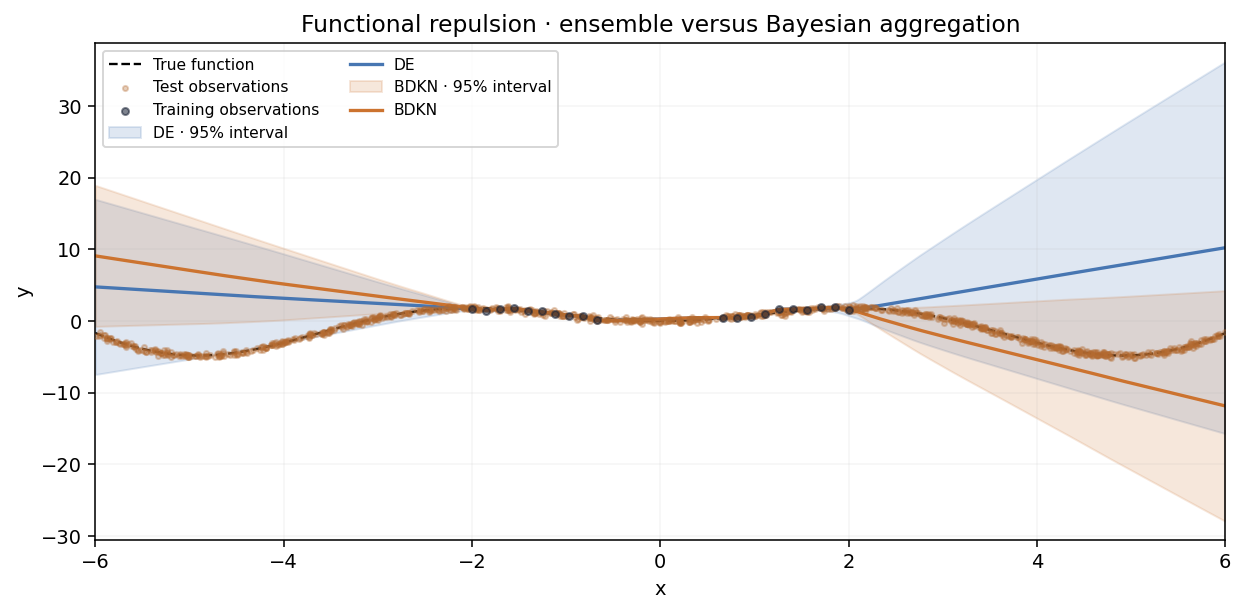 Functional repulsion · ensemble versus Bayesian aggregation
True function
Test observations
Training observations
DE · 95% interval
DE
BDKN · 95% interval
BDKN
y
30
20
10
0
−10
−20
−30
−6
−4
−2
0
2
4
6
x